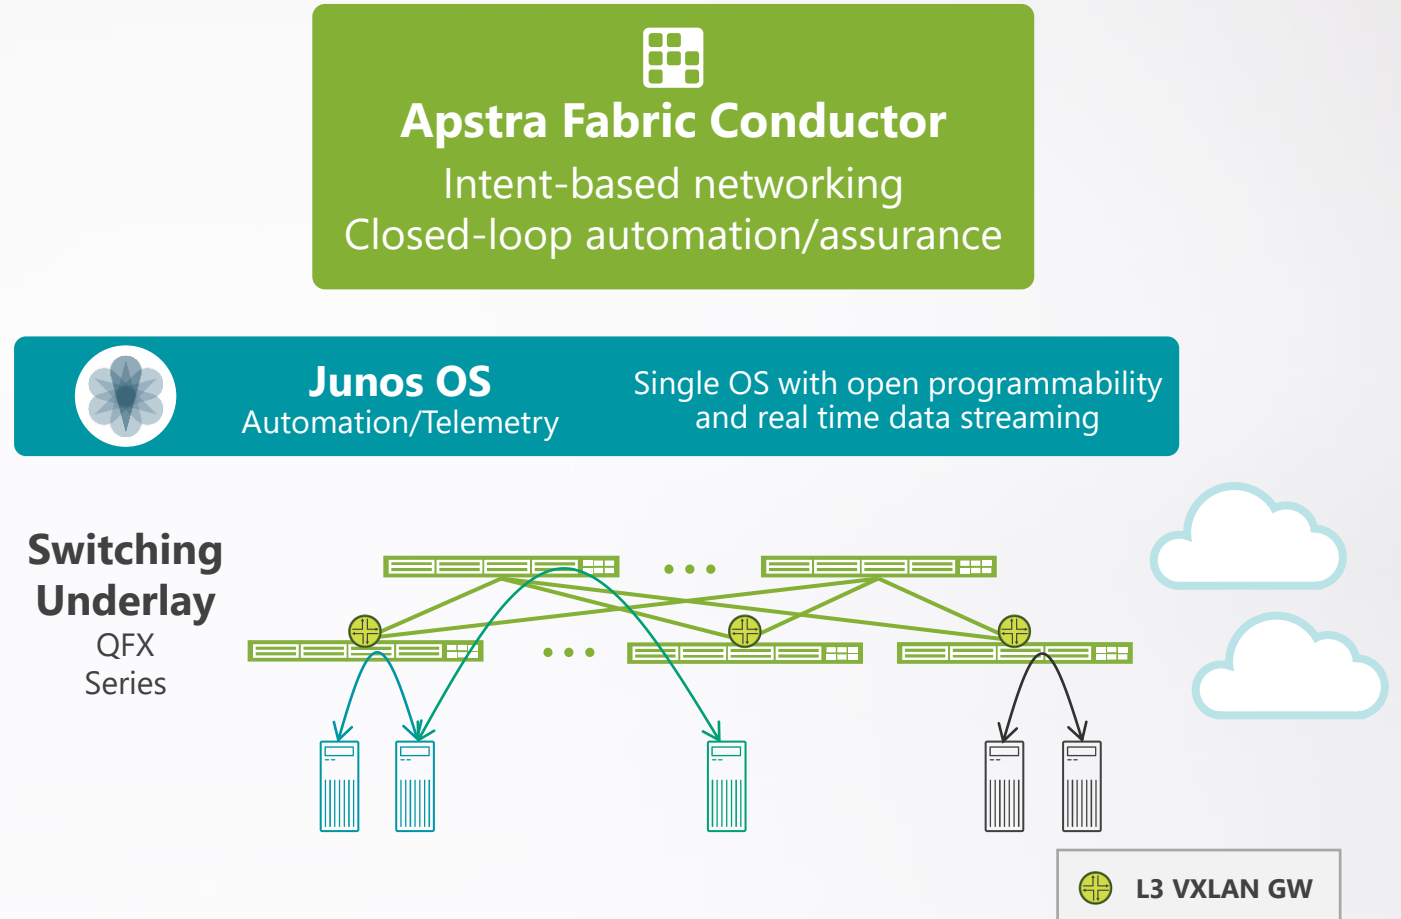 Apstra Fabric Conductor
Intent-based networking
Closed-loop automation/assurance
Junos OS
Automation/Telemetry
Single OS with open programmability
and real time data streaming
Switching
Underlay
QFX
Series
L3 VXLAN GW